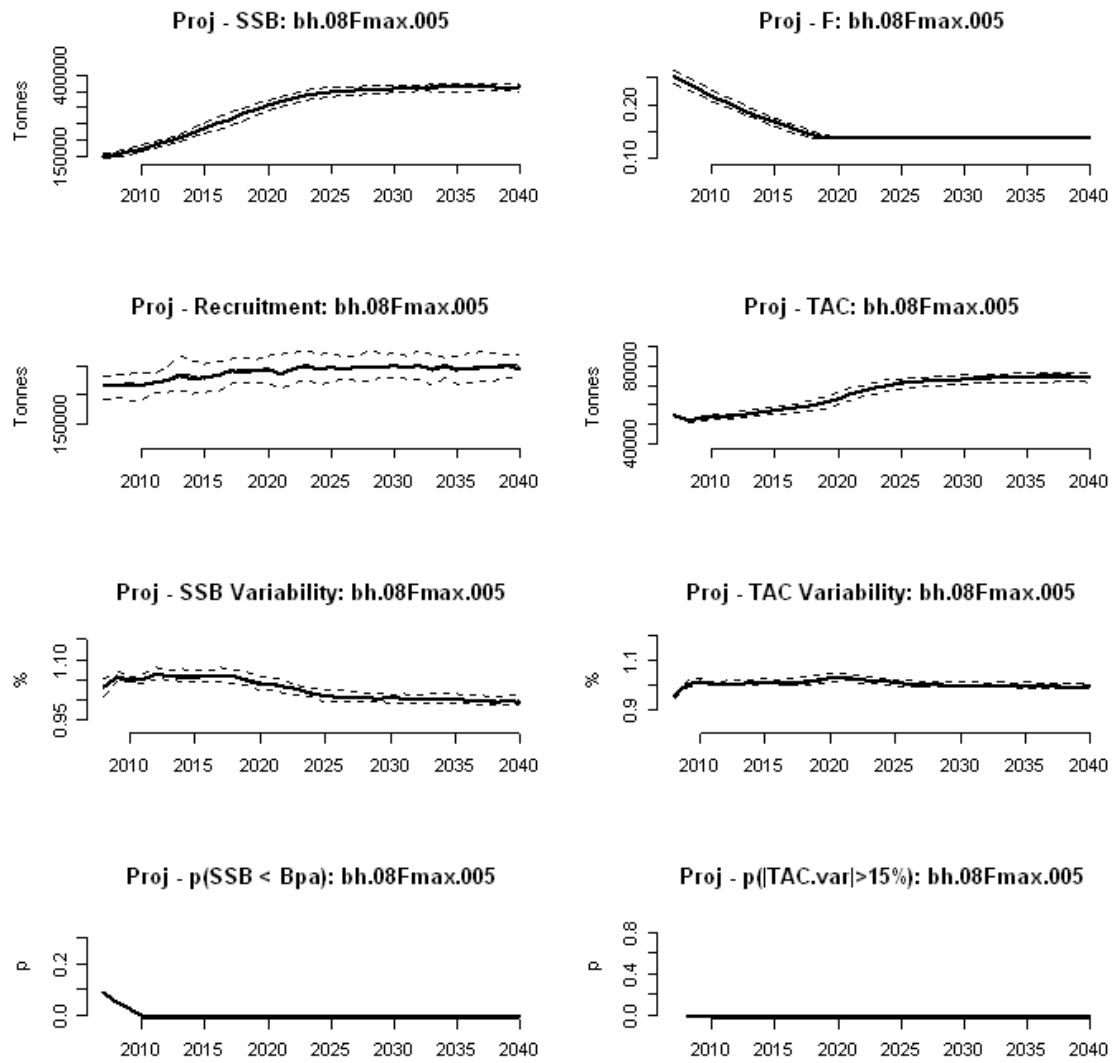 Proj - SSB: bh.08Fmax.005
Tonnes
400000
150000
2010 2015 2020 2025 2030 2035 2040
Proj - F: bh.08Fmax.005
0.20
0.10
2010 2015 2020 2025 2030 2035 2040
Proj - Recruitment: bh.08Fmax.005
Tonnes
150000
2010 2015 2020 2025 2030 2035 2040
Proj - TAC: bh.08Fmax.005
Tonnes
80000
40000
2010 2015 2020 2025 2030 2035 2040
Proj - SSB Variability: bh.08Fmax.005
%
1.10
0.95
2010 2015 2020 2025 2030 2035 2040
Proj - TAC Variability: bh.08Fmax.005
%
1.1
0.9
2010 2015 2020 2025 2030 2035 2040
Proj - p(SSB < Bpa): bh.08Fmax.005
p
0.2
0.0
2010 2015 2020 2025 2030 2035 2040
Proj - p(|TAC.var|>15%): bh.08Fmax.005
p
0.8
0.4
0.0
2010 2015 2020 2025 2030 2035 2040